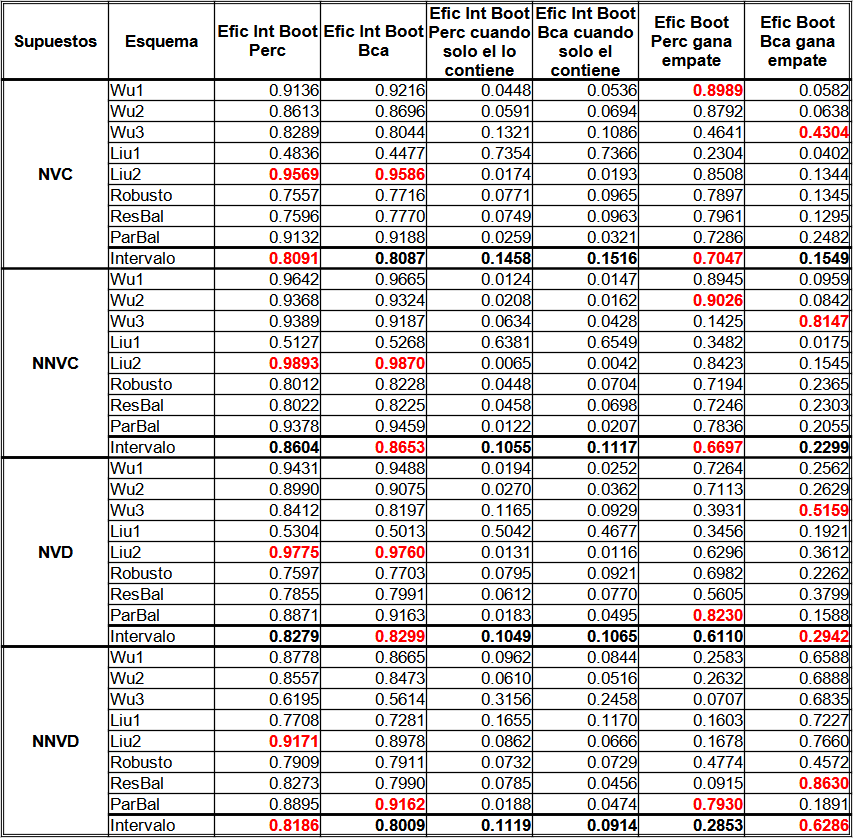 Supuestos Esquema Efic Int Boot Perc Efic Int Boot Bca Efic Int Boot Perc cuando solo el lo contiene Efic Int Boot Bca cuando solo el contiene Efic Boot Perc gana empate Efic Boot Bca gana empate
NVC
Wu1 0.9136 0.9216 0.0448 0.0536 0.8989 0.0582
Wu2 0.8613 0.8696 0.0591 0.0694 0.8792 0.0638
Wu3 0.8289 0.8044 0.1321 0.1086 0.4641 0.4304
Liu1 0.4836 0.4477 0.7354 0.7366 0.2304 0.0402
Liu2 0.9569 0.9586 0.0174 0.0193 0.8508 0.1344
Robusto 0.7557 0.7716 0.0771 0.0965 0.7897 0.1345
ResBal 0.7596 0.7770 0.0749 0.0963 0.7961 0.1295
ParBal 0.9132 0.9188 0.0259 0.0321 0.7286 0.2482
Intervalo 0.8091 0.8087 0.1458 0.1516 0.7047 0.1549
NNVC
Wu1 0.9642 0.9665 0.0124 0.0147 0.8945 0.0959
Wu2 0.9368 0.9324 0.0208 0.0162 0.9026 0.0842
Wu3 0.9389 0.9187 0.0634 0.0428 0.1425 0.8147
Liu1 0.5127 0.5268 0.6381 0.6549 0.3482 0.0175
Liu2 0.9893 0.9870 0.0065 0.0042 0.8423 0.1545
Robusto 0.8012 0.8228 0.0448 0.0704 0.7194 0.2365
ResBal 0.8022 0.8225 0.0458 0.0698 0.7246 0.2303
ParBal 0.9378 0.9459 0.0122 0.0207 0.7836 0.2055
Intervalo 0.8604 0.8653 0.1055 0.1117 0.6697 0.2299
NVD
Wu1 0.9431 0.9488 0.0194 0.0252 0.7264 0.2562
Wu2 0.8990 0.9075 0.0270 0.0362 0.7113 0.2629
Wu3 0.8412 0.8197 0.1165 0.0929 0.3931 0.5159
Liu1 0.5304 0.5013 0.5042 0.4677 0.3456 0.1921
Liu2 0.9775 0.9760 0.0131 0.0116 0.6296 0.3612
Robusto 0.7597 0.7703 0.0795 0.0921 0.6982 0.2262
ResBal 0.7855 0.7991 0.0612 0.0770 0.5605 0.3799
ParBal 0.8871 0.9163 0.0183 0.0495 0.8230 0.1588
Intervalo 0.8279 0.8299 0.1049 0.1065 0.6110 0.2942
NNVD
Wu1 0.8778 0.8665 0.0962 0.0844 0.2583 0.6588
Wu2 0.8557 0.8473 0.0610 0.0516 0.2632 0.6888
Wu3 0.6195 0.5614 0.3156 0.2458 0.0707 0.6835
Liu1 0.7708 0.7281 0.1655 0.1170 0.1603 0.7227
Liu2 0.9171 0.8978 0.0862 0.0666 0.1678 0.7660
Robusto 0.7909 0.7911 0.0732 0.0729 0.4774 0.4572
ResBal 0.8273 0.7990 0.0785 0.0456 0.0915 0.8630
ParBal 0.8895 0.9162 0.0188 0.0474 0.7930 0.1891
Intervalo 0.8186 0.8009 0.1119 0.0914 0.2853 0.6286